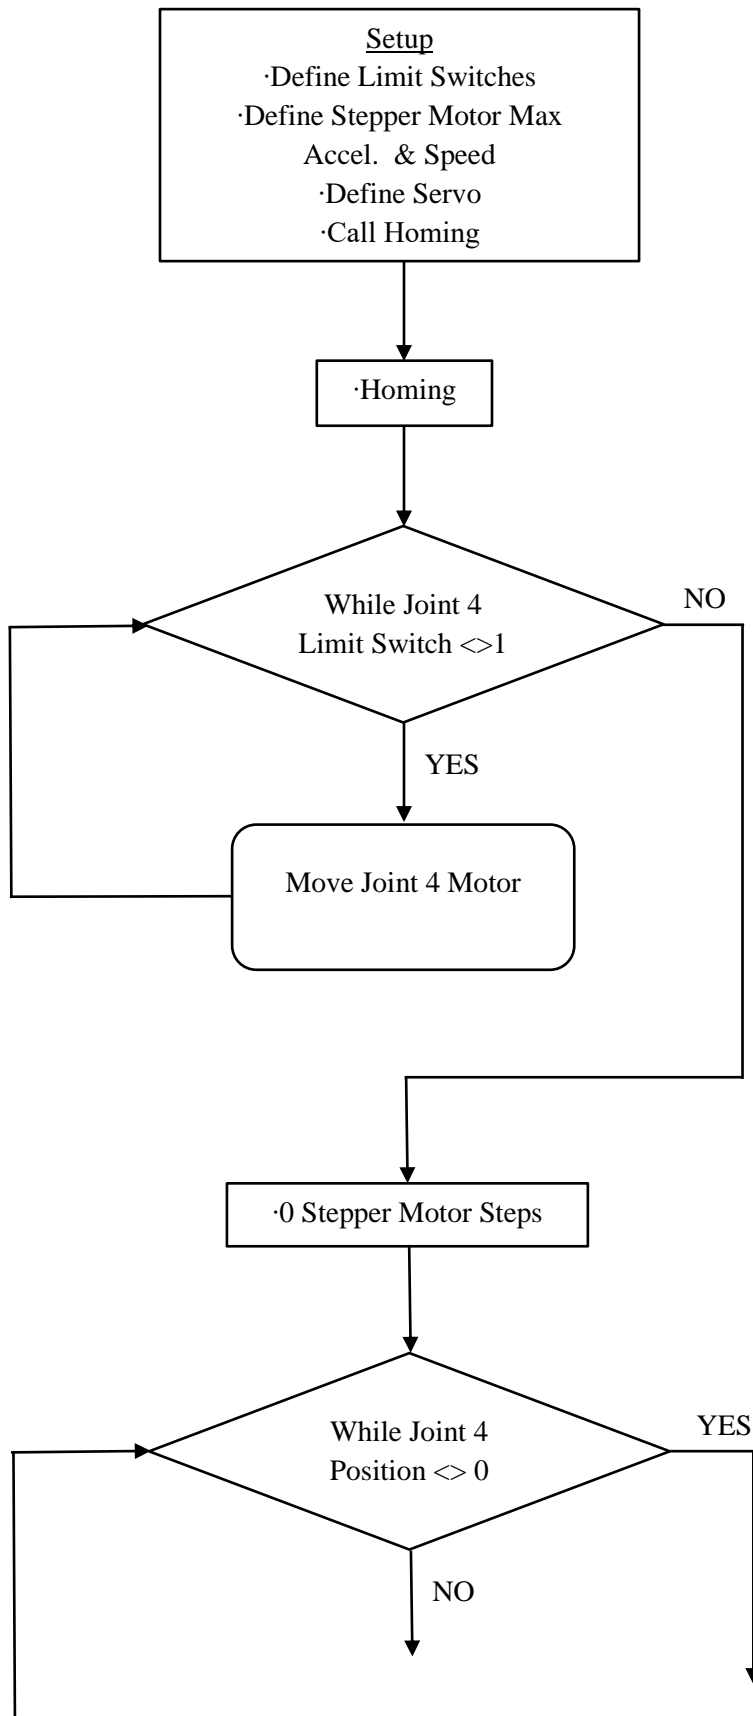 Setup
·Define Limit Switches
·Define Stepper Motor Max
Accel. & Speed
·Define Servo
·Call Homing
·Homing
While Joint 4
Limit Switch <>1
NO
YES
Move Joint 4 Motor
·0 Stepper Motor Steps
While Joint 4
Position <> 0
YES
NO